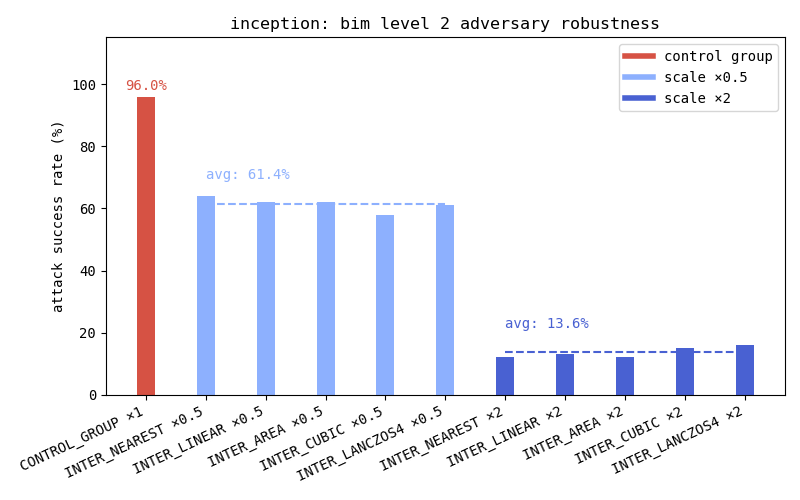 inception: bim level 2 adversary robustness
control group
scale ×0.5
scale ×2
96.0%
avg: 61.4%
avg: 13.6%
attack success rate (%)
100
80
60
40
20
0
CONTROL_GROUP ×1
INTER_NEAREST ×0.5
INTER_LINEAR ×0.5
INTER_AREA ×0.5
INTER_CUBIC ×0.5
INTER_LANCZOS4 ×0.5
INTER_NEAREST ×2
INTER_LINEAR ×2
INTER_AREA ×2
INTER_CUBIC ×2
INTER_LANCZOS4 ×2